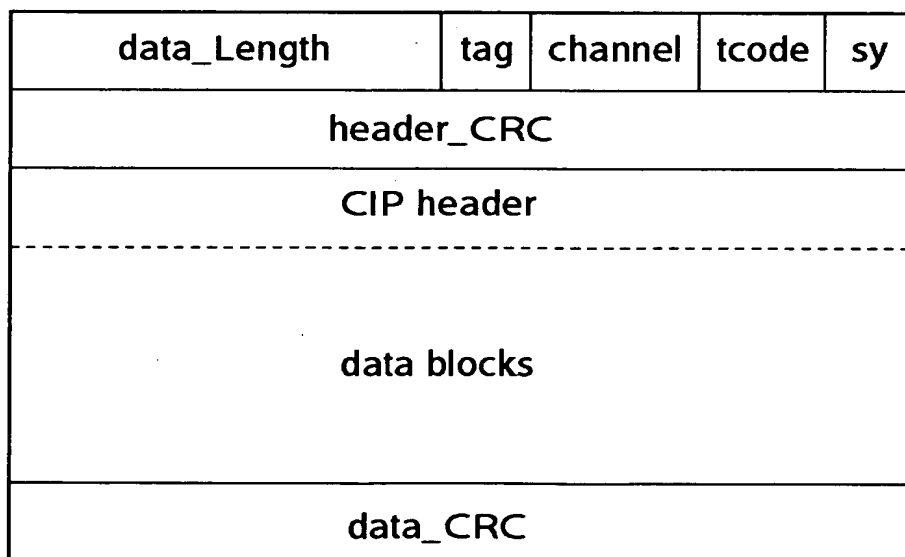 data_Length tag channel tcode sy
header_CRC
CIP header
data blocks
data_CRC